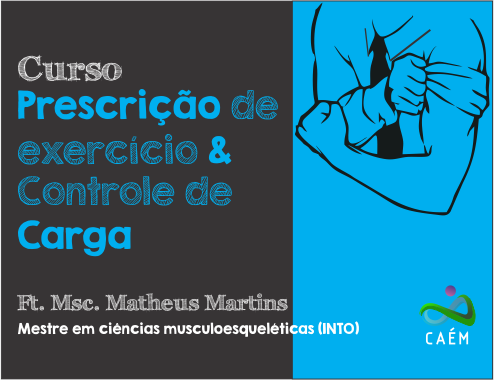 Curso
Prescrição de
exercício &
Controle de
Carga
Ft. Msc. Matheus Martins
Mestre em ciências musculoesqueléticas (INTO)
CAÉM